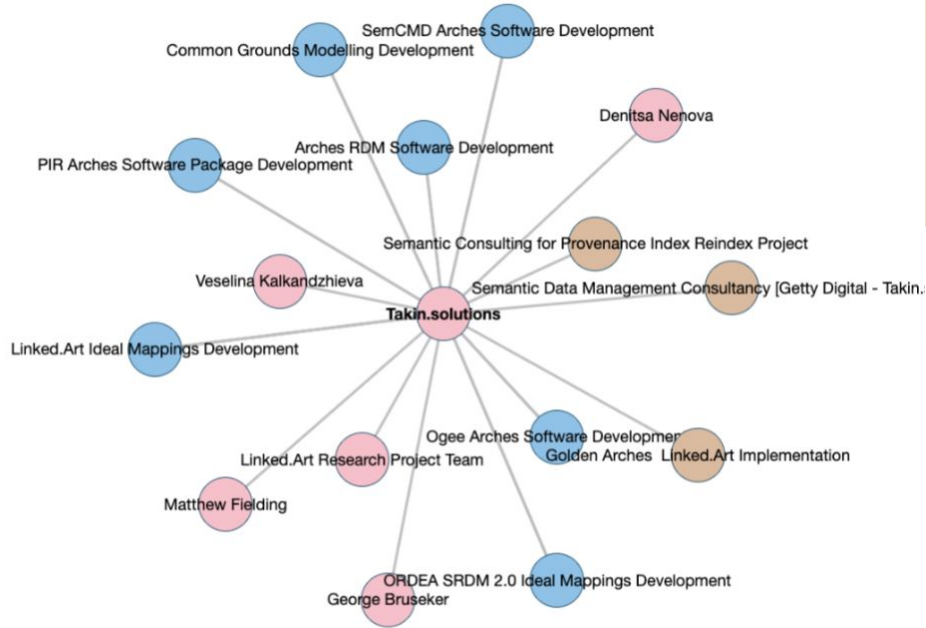 SemCMD Arches Software Development
Common Grounds Modelling Development
Denitsa Nenova
Arches RDM Software Development
PIR Arches Software Package Development
Semantic Consulting for Provenance Index Reindex Project
Veselina Kalkandzhieva
Semantic Data Management Consultancy [Getty Digital - Takin.
Takin.solutions
Linked.Art Ideal Mappings Development
Ogee Arches Software Developmen
Golden Arches Linked.Art Implementation
Linked.Art Research Project Team
Matthew Fielding
ORDEA SRDM 2.0 Ideal Mappings Development
George Bruseker